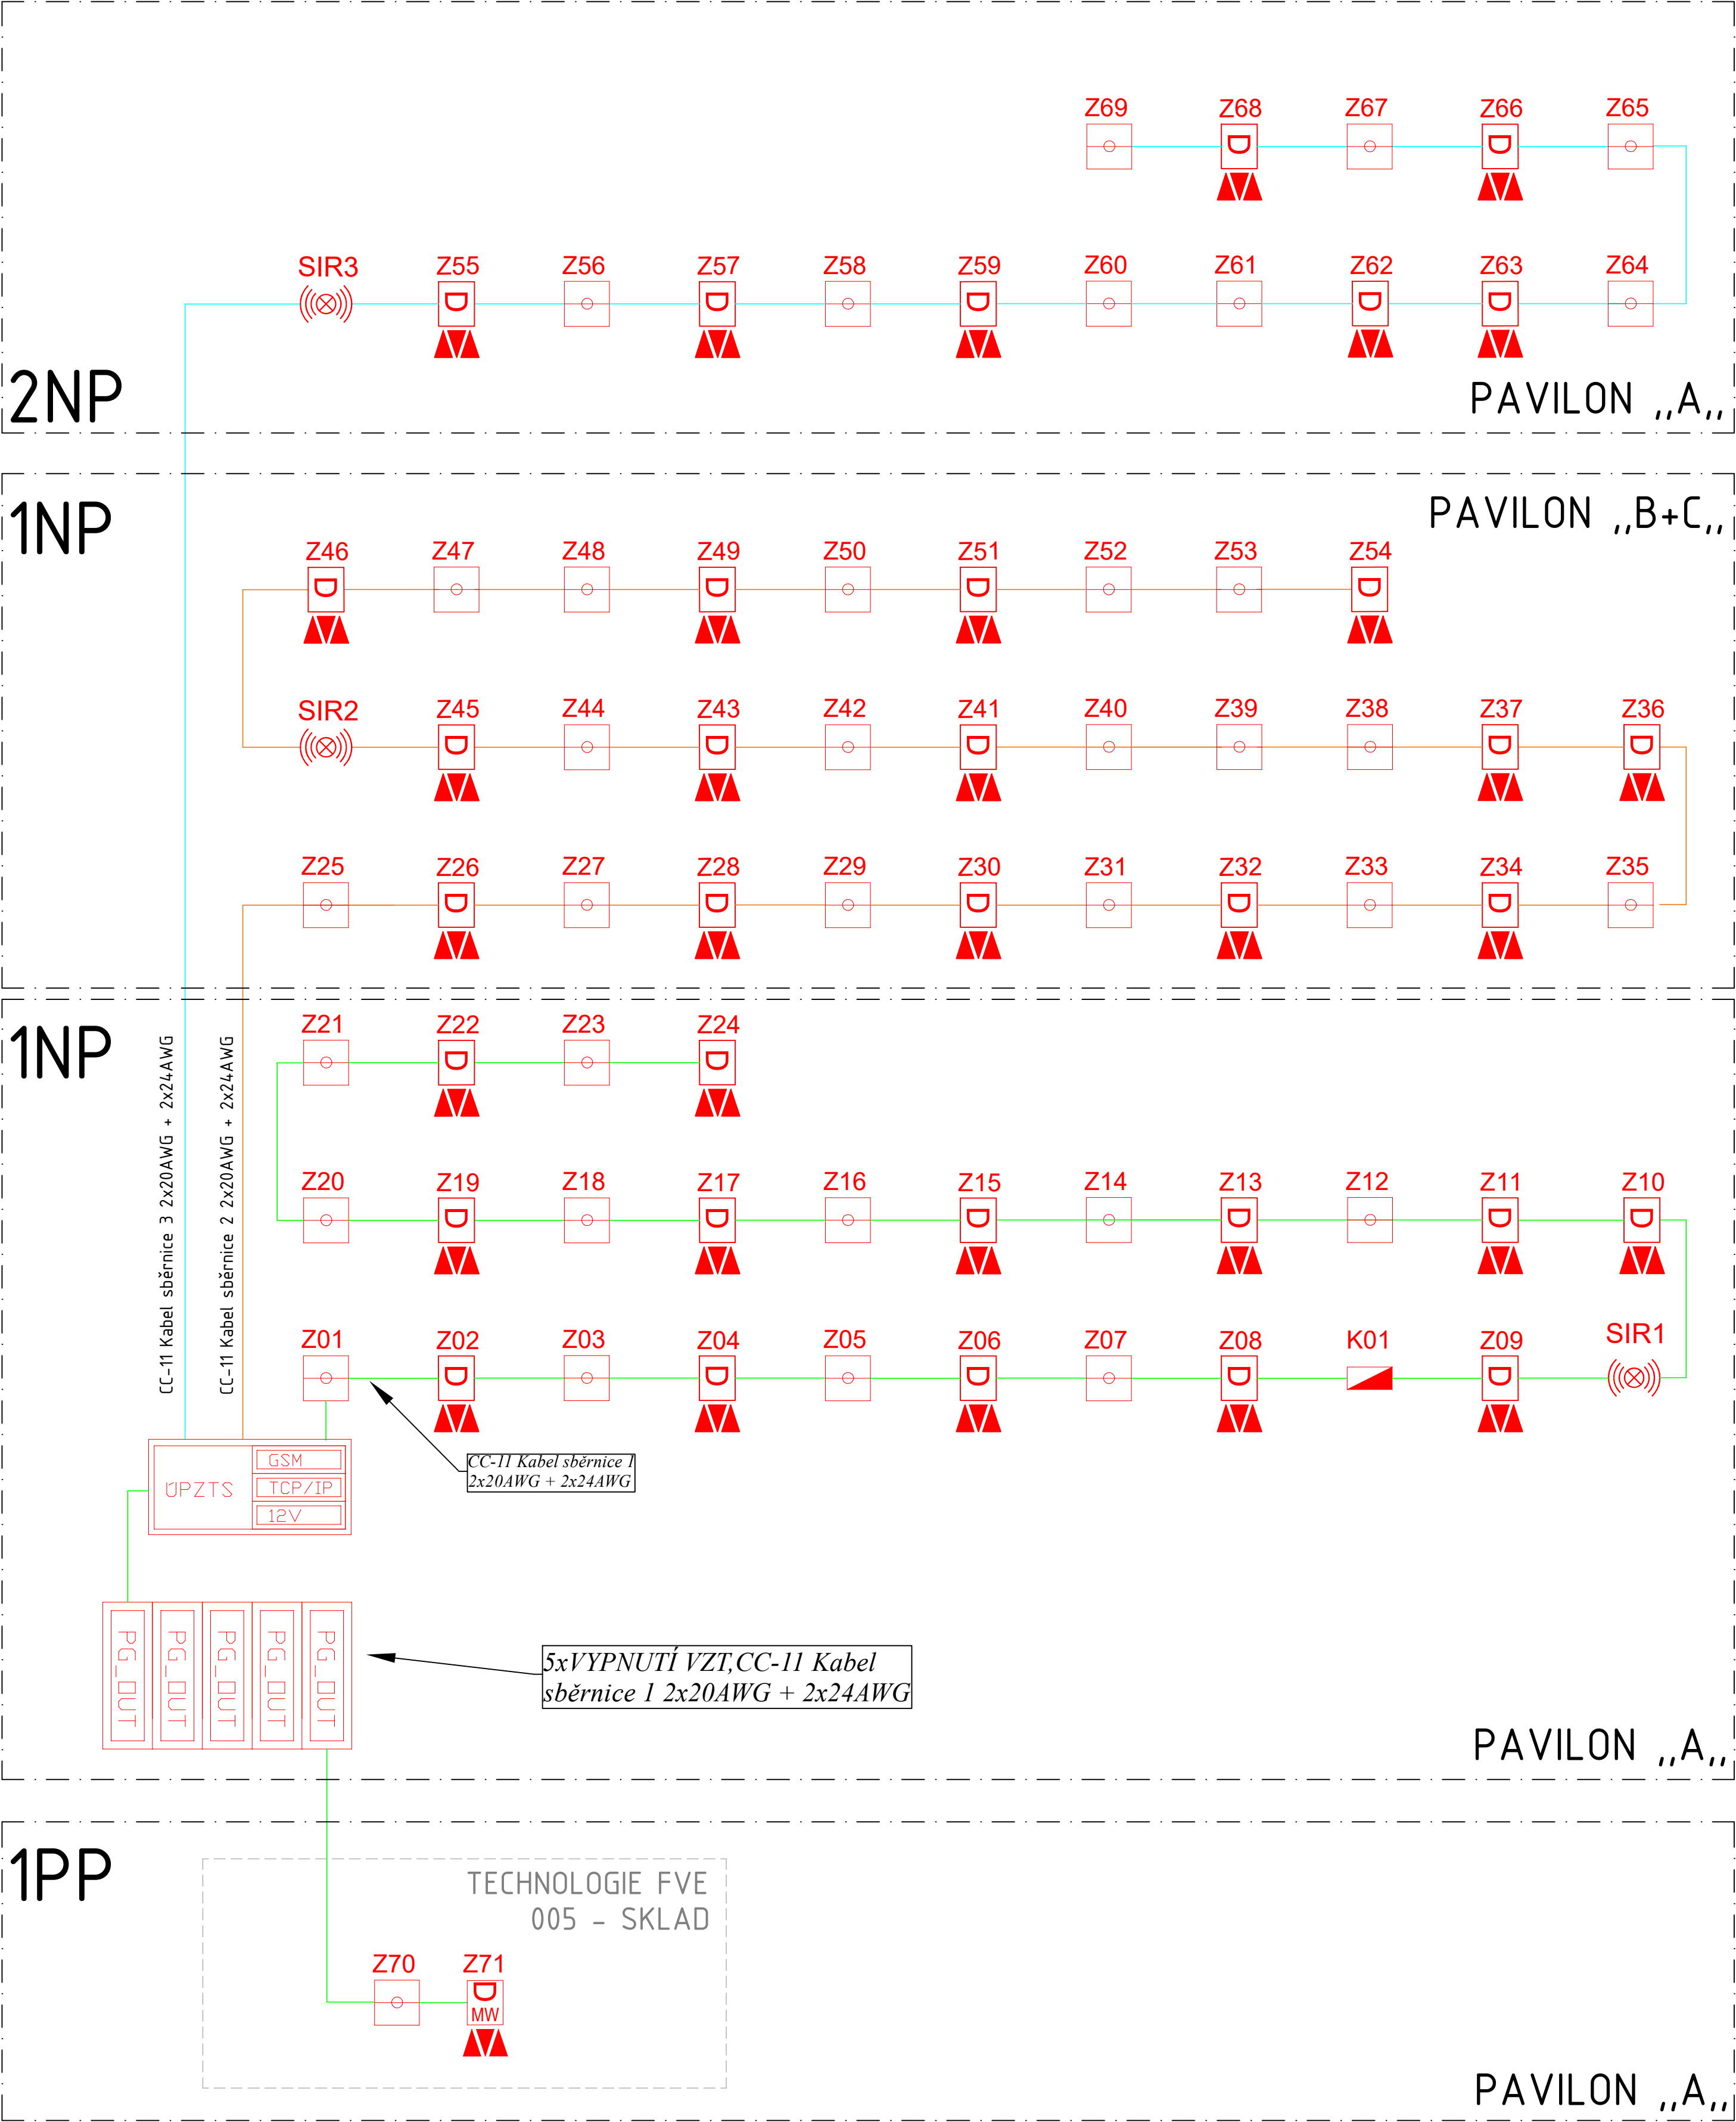 Z69 Z68 Z67 Z66 Z65
D D
SIR3 Z55 Z56 Z57 Z58 Z59 Z60 Z61 Z62 Z63 Z64
D D D D D
2NP
PAVILON ,,A,,
1NP
PAVILON ,,B+C,,
Z46 Z47 Z48 Z49 Z50 Z51 Z52 Z53 Z54
D D D D
SIR2 Z45 Z44 Z43 Z42 Z41 Z40 Z39 Z38 Z37 Z36
D D D D D
Z25 Z26 Z27 Z28 Z29 Z30 Z31 Z32 Z33 Z34 Z35
D D D D D
1NP
CC-11 Kabel sběrnice 3 2x20AWG + 2x24AWG
CC-11 Kabel sběrnice 2 2x20AWG + 2x24AWG
Z21 Z22 Z23 Z24
D D
Z20 Z19 Z18 Z17 Z16 Z15 Z14 Z13 Z12 Z11 Z10
D D D D D D
Z01 Z02 Z03 Z04 Z05 Z06 Z07 Z08 K01 Z09 SIR1
D D D D D
CC-11 Kabel sběrnice 1
2x20AWG + 2x24AWG
ÚPZTS
GSM
TCP/IP
12V
PG_OUT
PG_OUT
PG_OUT
PG_OUT
PG_OUT
5xVYPNUTÍ VZT,CC-11 Kabel
sběrnice 1 2x20AWG + 2x24AWG
PAVILON ,,A,,
1PP
TECHNOLOGIE FVE
005 - SKLAD
Z70 Z71
D
MW
PAVILON ,,A,,